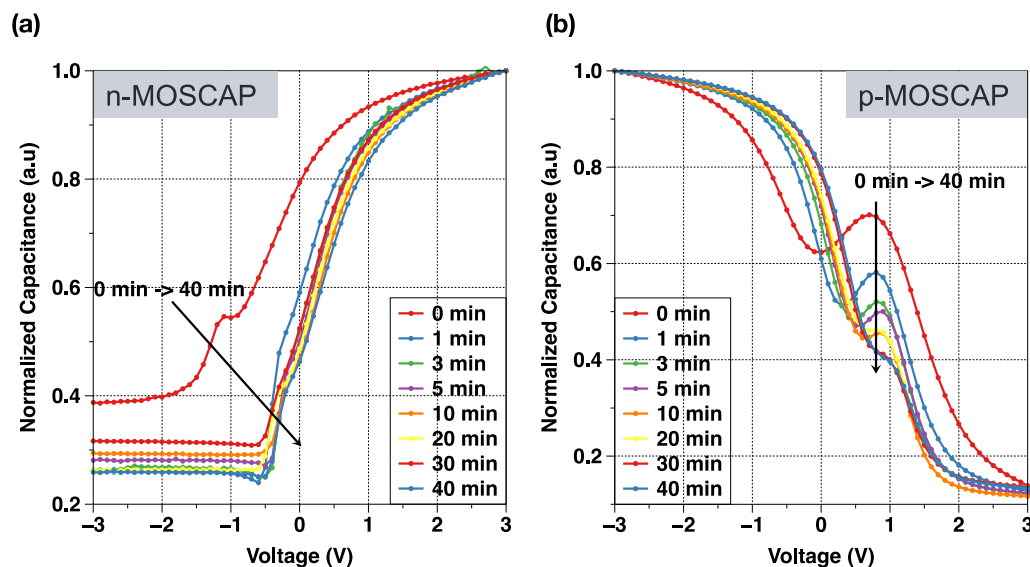 (a)
n-MOSCAP
Normalized Capacitance (a.u)
1.0
0.8
0.6
0.4
0.2
0 min -> 40 min
0 min
1 min
3 min
5 min
10 min
20 min
30 min
40 min
−3 −2 −1 0 1 2 3
Voltage (V)
(b)
p-MOSCAP
Normalized Capacitance (a.u)
1.0
0.8
0.6
0.4
0.2
0 min -> 40 min
0 min
1 min
3 min
5 min
10 min
20 min
30 min
40 min
−3 −2 −1 0 1 2 3
Voltage (V)